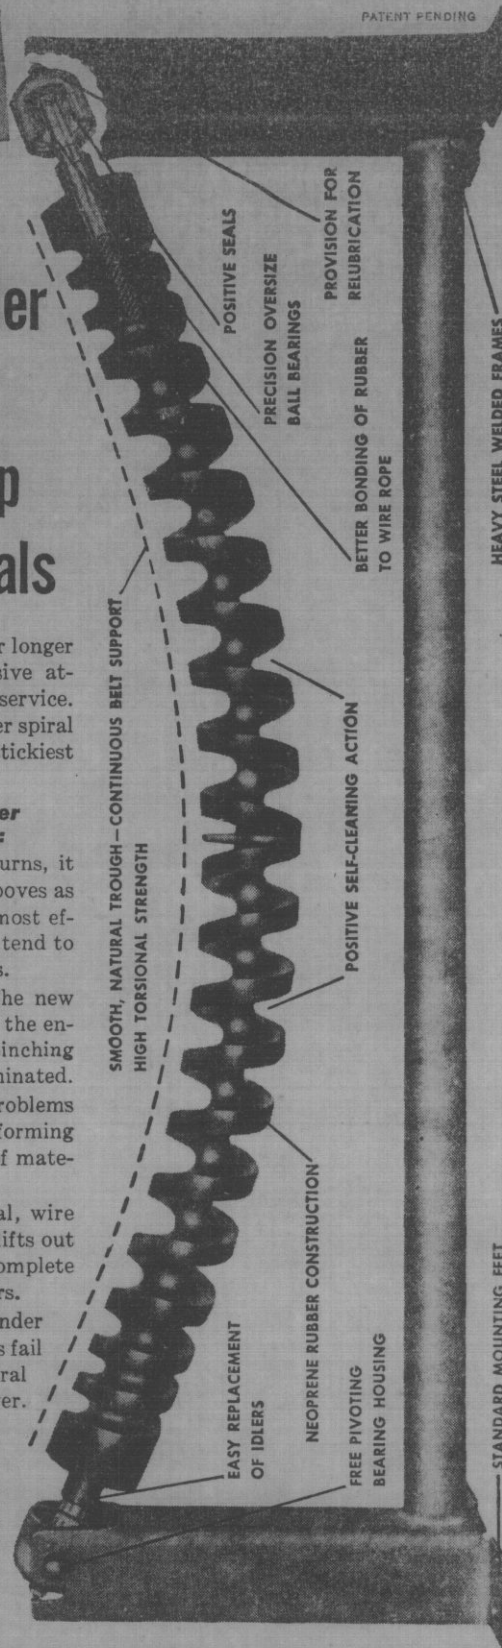 PATENT PENDING
er
p
als
r longer
sive at-
service.
er spiral
tickiest
er
:
urns, it
ooves as
most ef-
tend to
s.
he new
the en-
inching
minated.
roblems
forming
f mate-
al, wire
lifts out
omplete
rs.
nder
s fail
ral
er.
SMOOTH, NATURAL TROUGH—CONTINUOUS BELT SUPPORT
HIGH TORSIONAL STRENGTH
POSITIVE SEALS
PRECISION OVERSIZE
BALL BEARINGS
PROVISION FOR
RELUBRICATION
BETTER BONDING OF RUBBER
TO WIRE ROPE
POSITIVE SELF-CLEANING ACTION
NEOPRENE RUBBER CONSTRUCTION
EASY REPLACEMENT
OF IDLERS
FREE PIVOTING
BEARING HOUSING
HEAVY STEEL WELDED FRAMES
STANDARD MOUNTING FEET